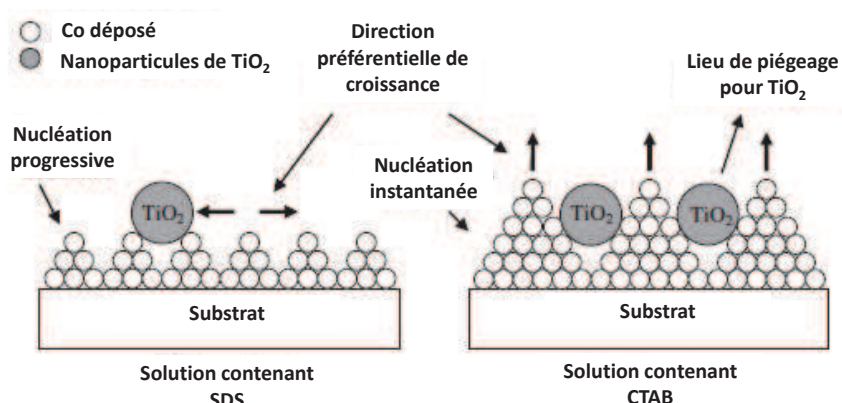 Co déposé
Nanoparticules de TiO₂
Direction
préférentielle de
croissance
Lieu de piégeage
pour TiO₂
Nucléation
progressive
Nucléation
instantanée
TiO₂
TiO₂
TiO₂
Substrat
Substrat
Solution contenant
SDS
Solution contenant
CTAB